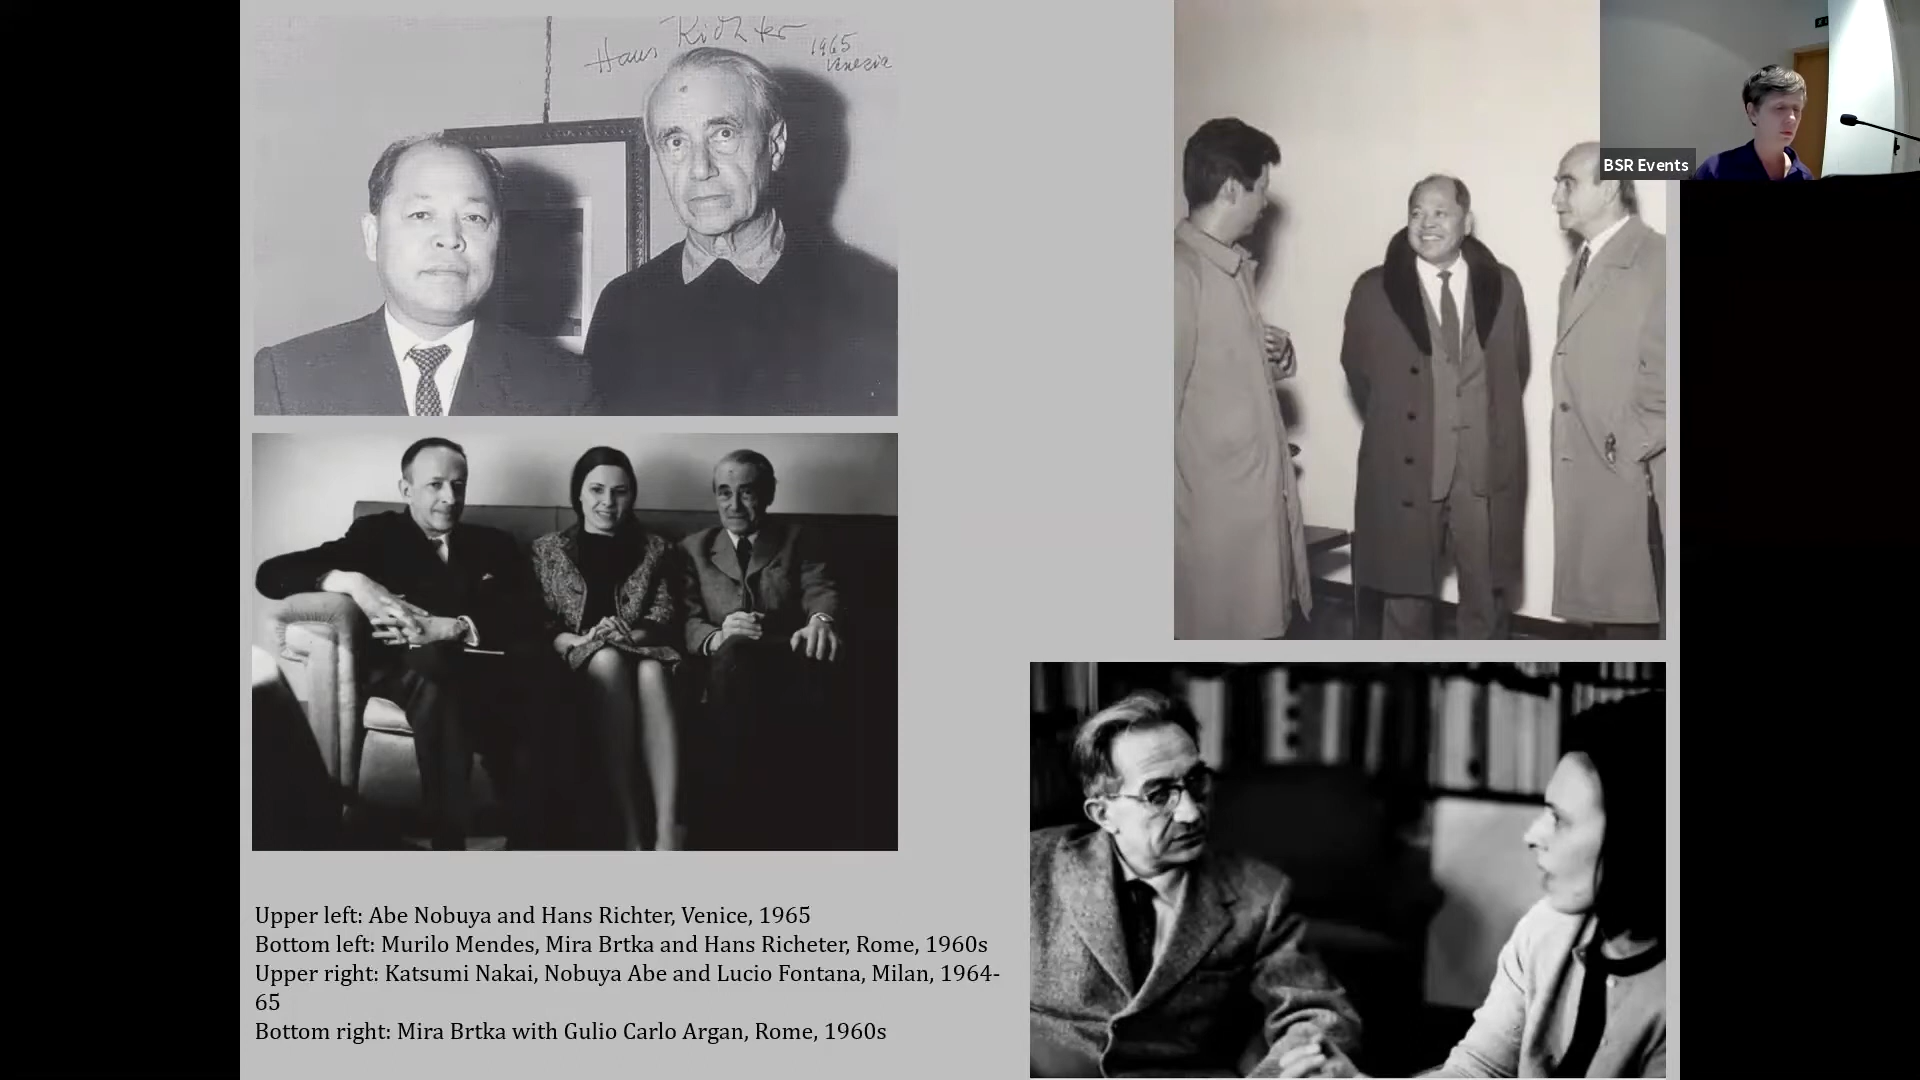 Hans Richter 1965
Venezia
BSR Events
Upper left: Abe Nobuya and Hans Richter, Venice, 1965
Bottom left: Murilo Mendes, Mira Brtka and Hans Richeter, Rome, 1960s
Upper right: Katsumi Nakai, Nobuya Abe and Lucio Fontana, Milan, 1964-
65
Bottom right: Mira Brtka with Gulio Carlo Argan, Rome, 1960s